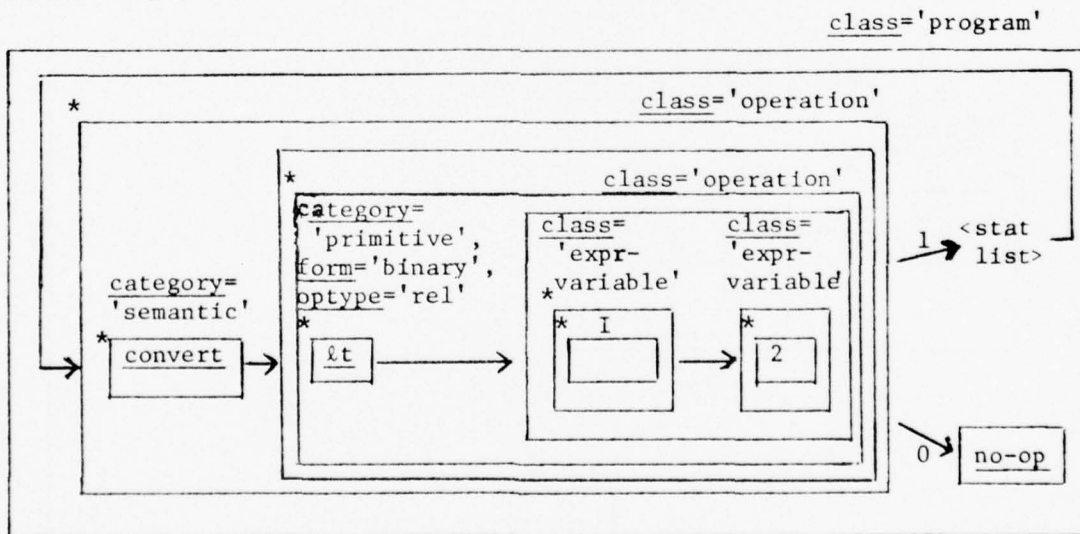 class='program'
*
class='operation'
*
class='operation'
category=
'primitive',
form='binary',
optype='rel'
class=
'expr-
variable'
class=
'expr-
variable'
1
<stat
list>
category=
'semantic'
*
convert
*
ℓt
*
*
I
*
2
0
no-op